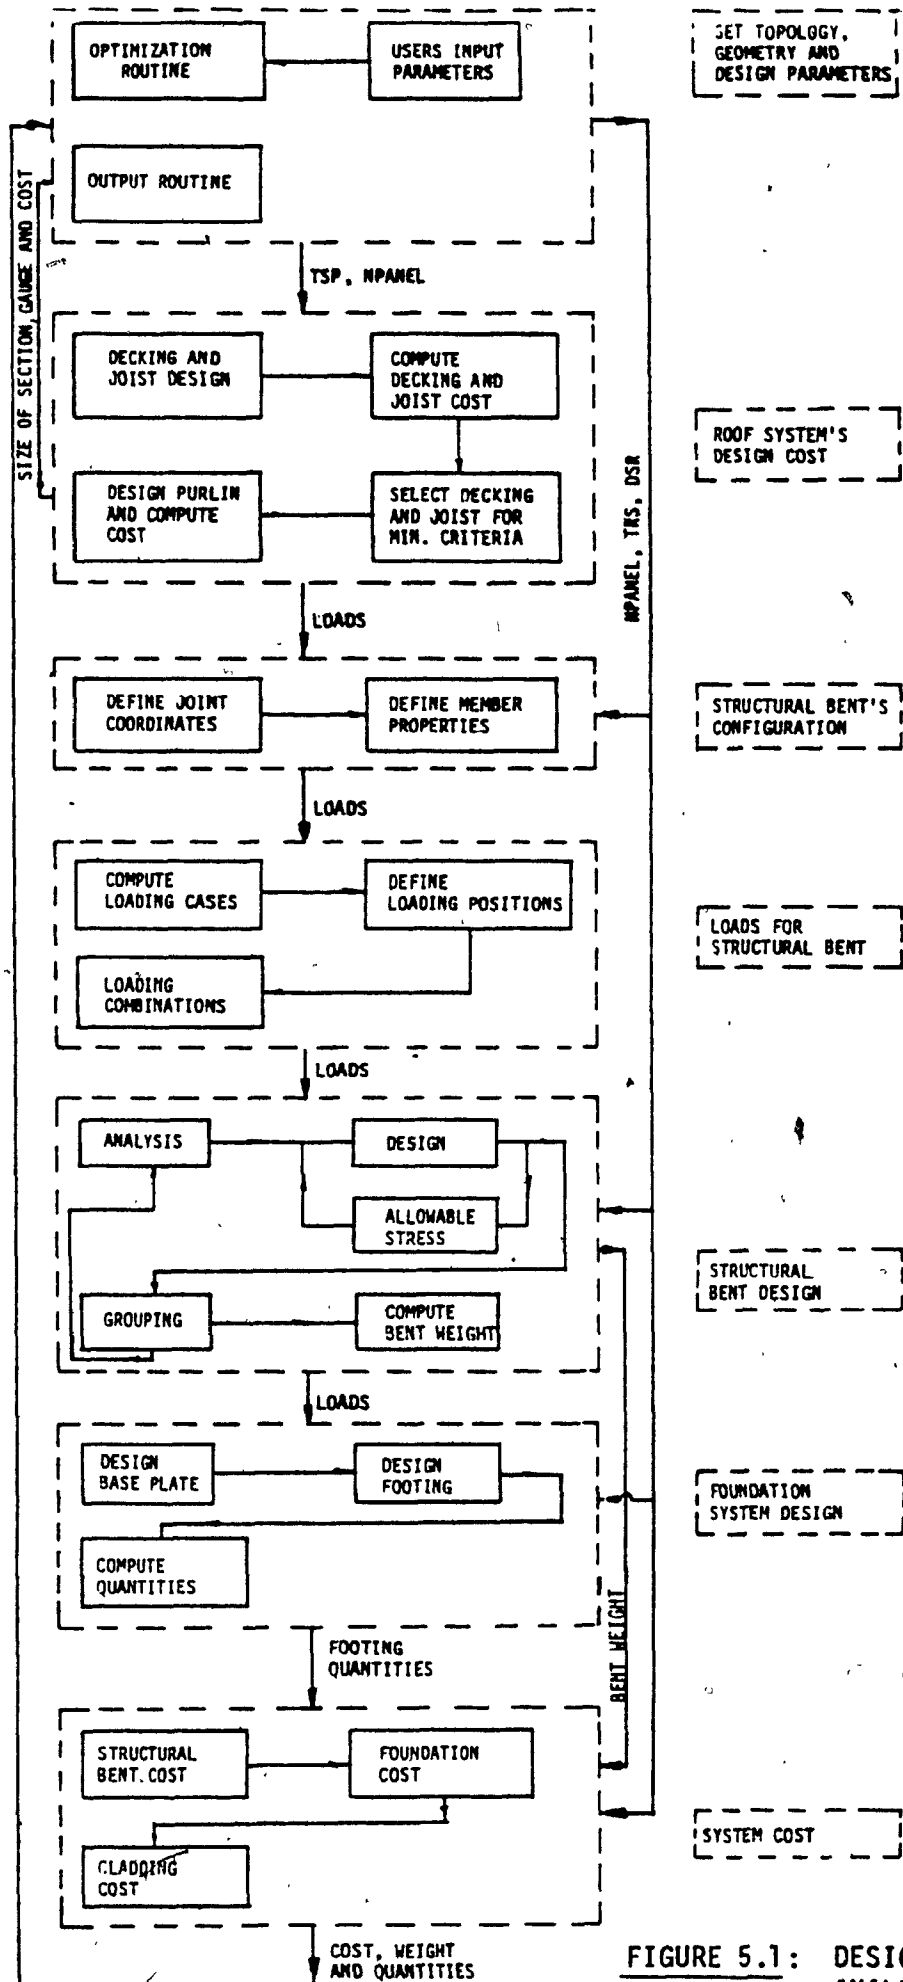 OPTIMIZATION
ROUTINE
USERS INPUT
PARAMETERS
SET TOPOLOGY,
GEOMETRY AND
DESIGN PARAMETERS
OUTPUT ROUTINE
SIZE OF SECTION, GAUGE AND COST
TSP, NPANEL
DECKING AND
JOIST DESIGN
COMPUTE
DECKING AND
JOIST COST
ROOF SYSTEM'S
DESIGN COST
DESIGN PURLIN
AND COMPUTE
COST
SELECT DECKING
AND JOIST FOR
MIN. CRITERIA
NPANEL, TKS, DSR
LOADS
DEFINE JOINT
COORDINATES
DEFINE MEMBER
PROPERTIES
STRUCTURAL BENT'S
CONFIGURATION
LOADS
COMPUTE
LOADING CASES
DEFINE
LOADING POSITIONS
LOADS FOR
STRUCTURAL BENT
LOADING
COMBINATIONS
LOADS
ANALYSIS
DESIGN
ALLOWABLE
STRESS
STRUCTURAL
BENT DESIGN
GROUPING
COMPUTE
BENT WEIGHT
LOADS
DESIGN
BASE PLATE
DESIGN
FOOTING
FOUNDATION
SYSTEM DESIGN
COMPUTE
QUANTITIES
BENT WEIGHT
FOOTING
QUANTITIES
STRUCTURAL
BENT COST
FOUNDATION
COST
SYSTEM COST
CLADDING
COST
COST, WEIGHT
AND QUANTITIES
FIGURE 5.1: DESIG